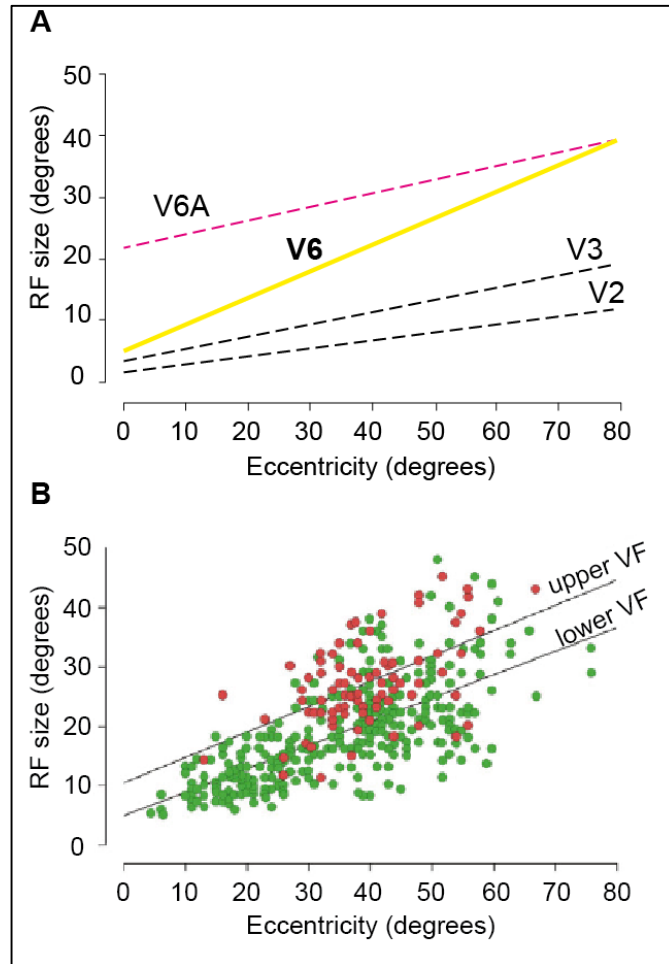 A
50
40
30
20
10
0
RF size (degrees)
V6A
V6
V3
V2
0 10 20 30 40 50 60 70 80
Eccentricity (degrees)
B
50
40
30
20
10
0
RF size (degrees)
upper VF
lower VF
0 10 20 30 40 50 60 70 80
Eccentricity (degrees)